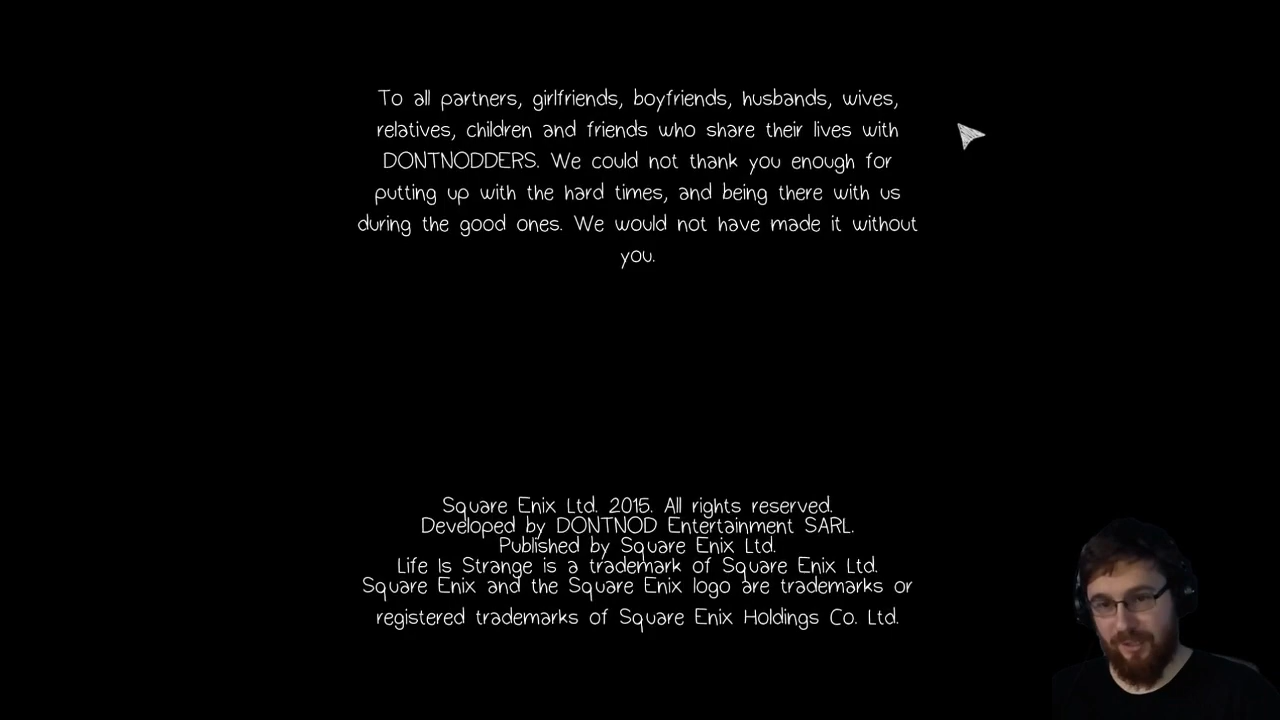 To all partners, girlfriends, boyfriends, husbands, wives,
relatives, children and friends who share their lives with
DONTNODDERS. We could not thank you enough for
putting up with the hard times, and being there with us
during the good ones. We would not have made it without
you.
Square Enix Ltd. 2015. All rights reserved.
Developed by DONTNOD Entertainment SARL.
Published by Square Enix Ltd.
Life Is Strange is a trademark of Square Enix Ltd.
Square Enix and the Square Enix logo are trademarks or
registered trademarks of Square Enix Holdings Co. Ltd.